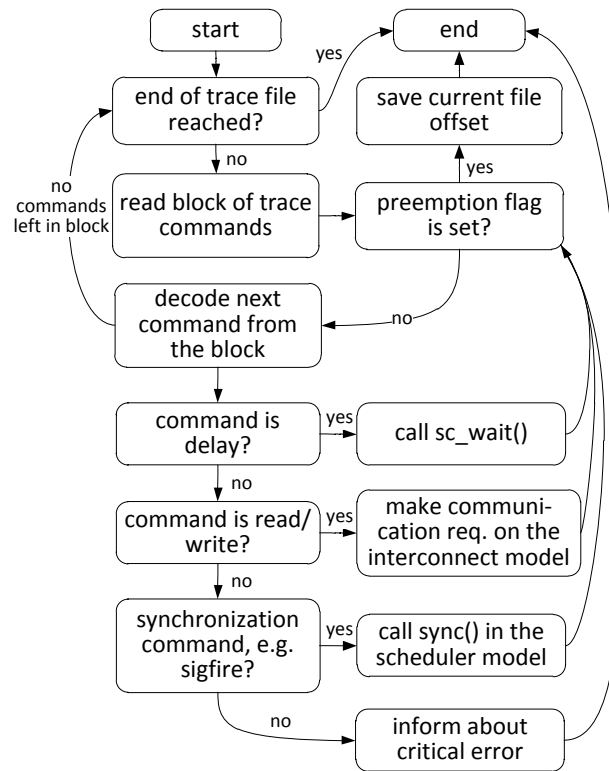 start
end
yes
end of trace file
reached?
save current file
offset
no
yes
no
commands
left in block
read block of trace
commands
preemption flag
is set?
decode next
command from
the block
no
command is
delay?
yes
call sc_wait()
no
command is read/
write?
yes
make communi-
cation req. on the
interconnect model
no
synchronization
command, e.g.
sigfire?
yes
call sync() in the
scheduler model
no
inform about
critical error